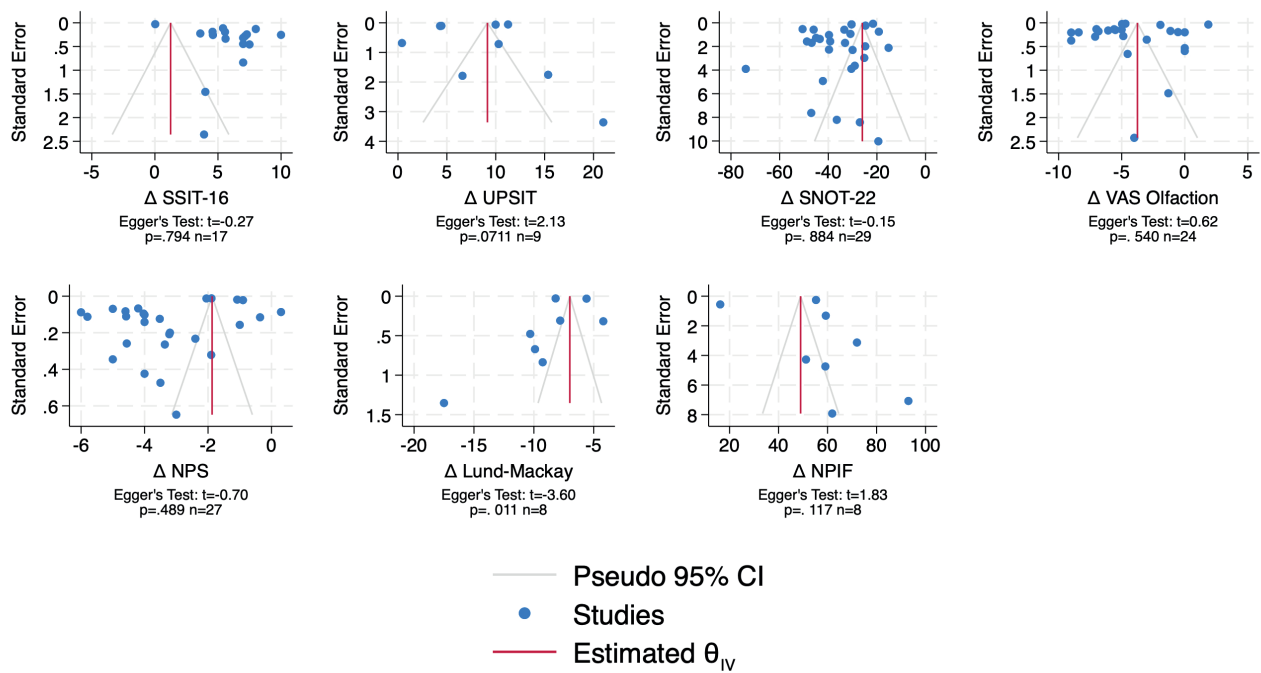 Standard Error
0
.5
1
1.5
2
2.5
-5 0 5 10
Δ SSIT-16
Egger's Test: t=-0.27
p=.794 n=17
Standard Error
0
1
2
3
4
0 5 10 15 20
Δ UPSIT
Egger's Test: t=2.13
p=.0711 n=9
Standard Error
0
2
4
6
8
10
-80 -60 -40 -20 0
Δ SNOT-22
Egger's Test: t=-0.15
p=. 884 n=29
Standard Error
0
.5
1
1.5
2
2.5
-10 -5 0 5
Δ VAS Olfaction
Egger's Test: t=0.62
p=. 540 n=24
Standard Error
0
.2
.4
.6
-6 -4 -2 0
Δ NPS
Egger's Test: t=-0.70
p=.489 n=27
Standard Error
0
.5
1
1.5
-20 -15 -10 -5
Δ Lund-Mackay
Egger's Test: t=-3.60
p=. 011 n=8
Standard Error
0
2
4
6
8
20 40 60 80 100
Δ NPIF
Egger's Test: t=1.83
p=. 117 n=8
Pseudo 95% CI
Studies
Estimated θIV